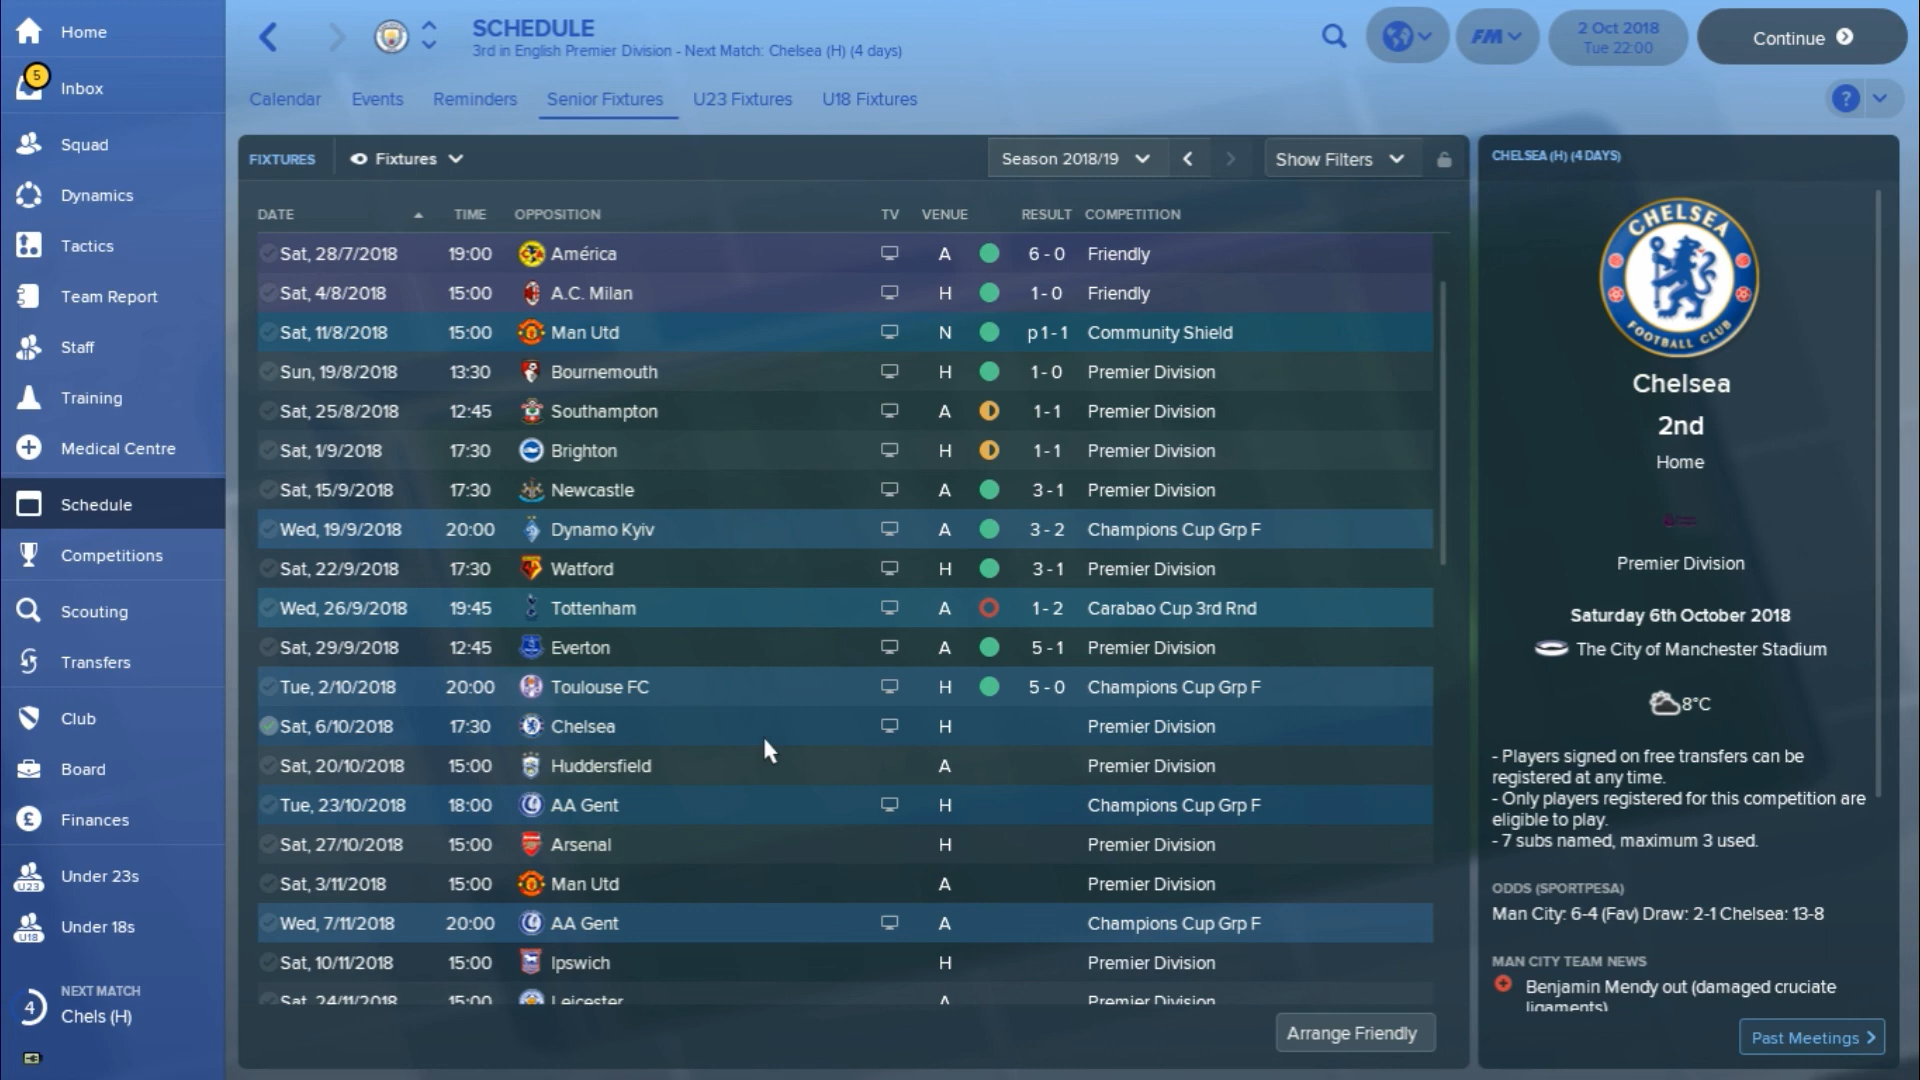 Home
Inbox
5
Squad
Dynamics
Tactics
Team Report
Staff
Training
Medical Centre
Schedule
Competitions
Scouting
Transfers
Club
Board
£
Finances
U23
Under 23s
U18
Under 18s
4
NEXT MATCH
Chels (H)
SCHEDULE
3rd in English Premier Division - Next Match: Chelsea (H) (4 days)
FM
2 Oct 2018
Tue 22:00
Continue
Calendar Events Reminders Senior Fixtures U23 Fixtures U18 Fixtures
?
FIXTURES Fixtures Season 2018/19 Show Filters
DATE TIME OPPOSITION TV VENUE RESULT COMPETITION
Sat, 28/7/2018 19:00 América A 6 - 0 Friendly
Sat, 4/8/2018 15:00 A.C. Milan H 1 - 0 Friendly
Sat, 11/8/2018 15:00 Man Utd N p 1 - 1 Community Shield
Sun, 19/8/2018 13:30 Bournemouth H 1 - 0 Premier Division
Sat, 25/8/2018 12:45 Southampton A 1 - 1 Premier Division
Sat, 1/9/2018 17:30 Brighton H 1 - 1 Premier Division
Sat, 15/9/2018 17:30 Newcastle A 3 - 1 Premier Division
Wed, 19/9/2018 20:00 Dynamo Kyiv A 3 - 2 Champions Cup Grp F
Sat, 22/9/2018 17:30 Watford H 3 - 1 Premier Division
Wed, 26/9/2018 19:45 Tottenham A 1 - 2 Carabao Cup 3rd Rnd
Sat, 29/9/2018 12:45 Everton A 5 - 1 Premier Division
Tue, 2/10/2018 20:00 Toulouse FC H 5 - 0 Champions Cup Grp F
Sat, 6/10/2018 17:30 Chelsea H Premier Division
Sat, 20/10/2018 15:00 Huddersfield A Premier Division
Tue, 23/10/2018 18:00 AA Gent H Champions Cup Grp F
Sat, 27/10/2018 15:00 Arsenal H Premier Division
Sat, 3/11/2018 15:00 Man Utd A Premier Division
Wed, 7/11/2018 20:00 AA Gent A Champions Cup Grp F
Sat, 10/11/2018 15:00 Ipswich H Premier Division
Sat, 24/11/2018 15:00 Leicester A Premier Division
Arrange Friendly
CHELSEA (H) (4 DAYS)
CHELSEA
FOOTBALL CLUB
Chelsea
2nd
Home
Premier Division
Saturday 6th October 2018
The City of Manchester Stadium
8°C
- Players signed on free transfers can be
registered at any time.
- Only players registered for this competition are
eligible to play.
- 7 subs named, maximum 3 used.
ODDS (SPORTPESA)
Man City: 6-4 (Fav) Draw: 2-1 Chelsea: 13-8
MAN CITY TEAM NEWS
Benjamin Mendy out (damaged cruciate
ligaments)
Past Meetings